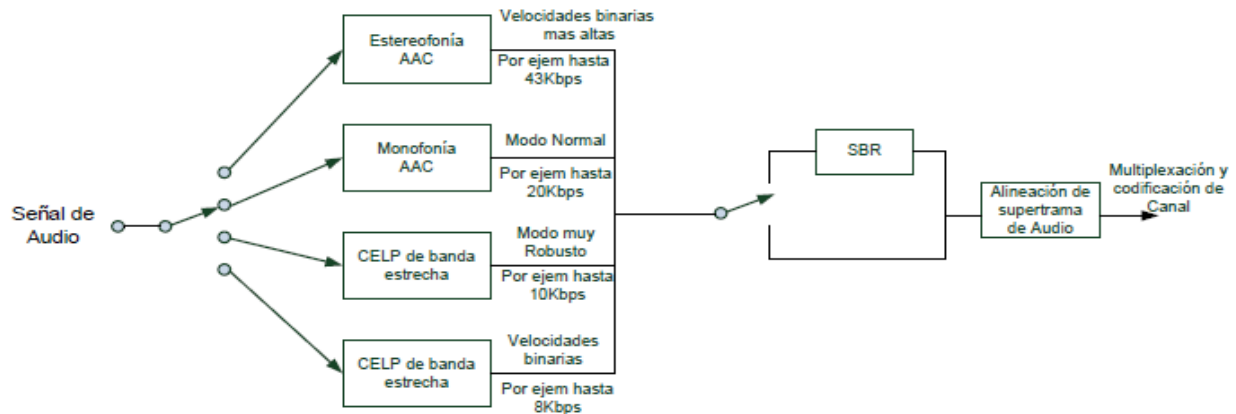 Señal de
Audio
Estereofonía
AAC
Velocidades binarias
mas altas
Por ejem hasta
43Kbps
Monofonía
AAC
Modo Normal
Por ejem hasta
20Kbps
CELP de banda
estrecha
Modo muy
Robusto
Por ejem hasta
10Kbps
CELP de banda
estrecha
Velocidades
binarias
Por ejem hasta
8Kbps
SBR
Alineación de
supertrama
de Audio
Multiplexación y
codificación de
Canal